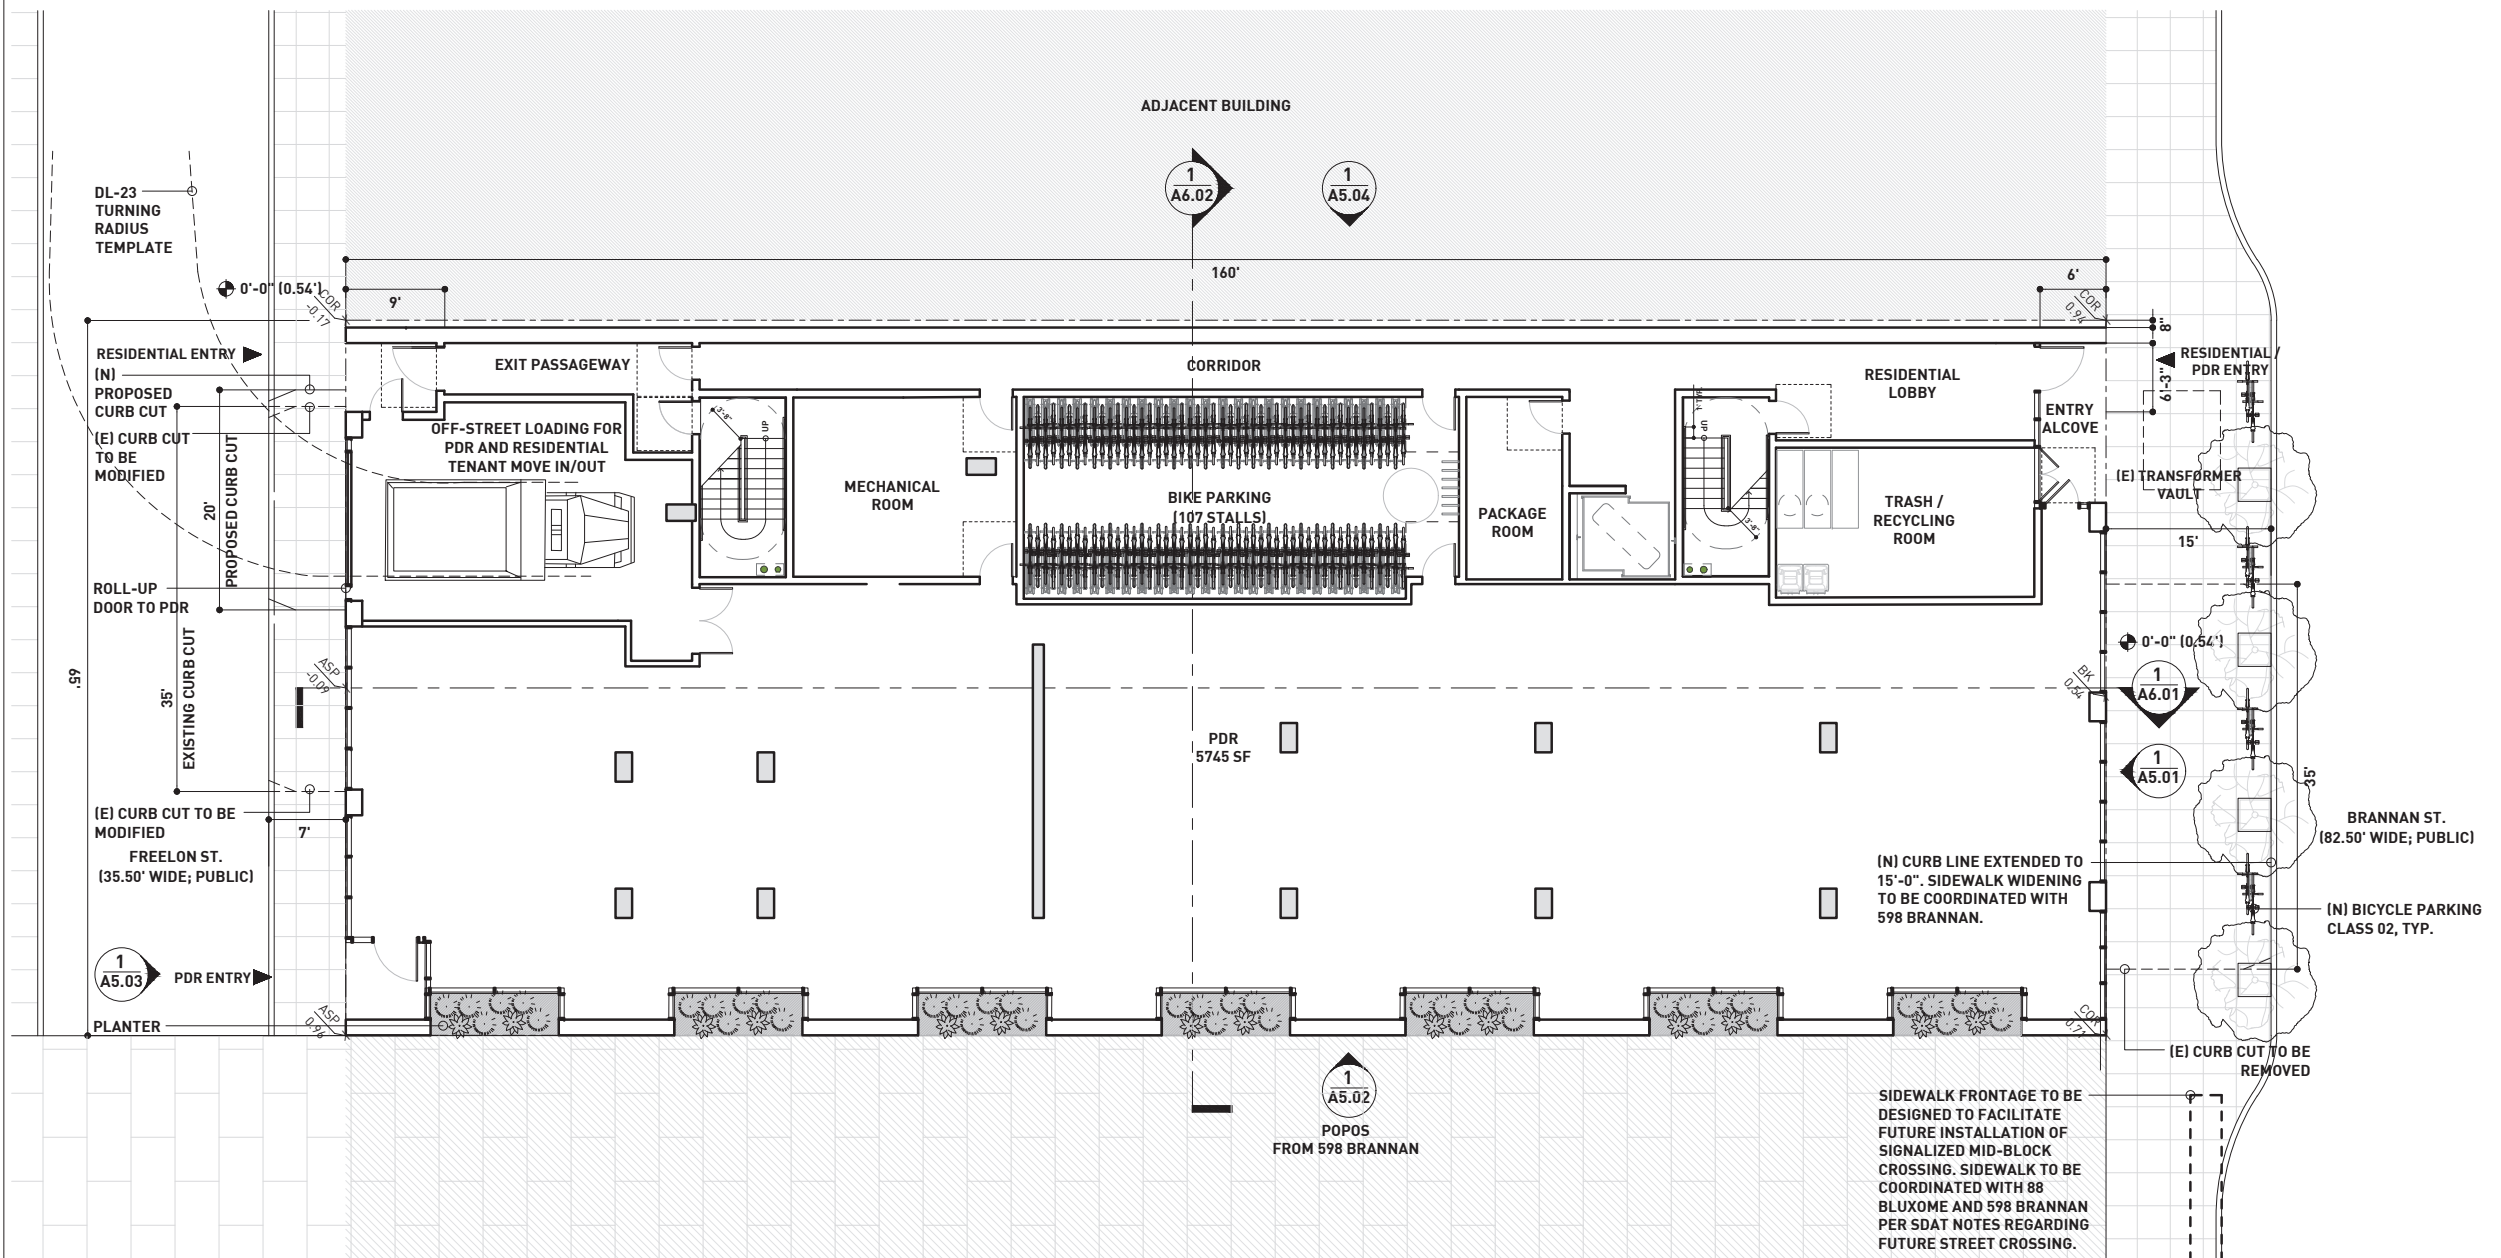 ADJACENT BUILDING
1
A6.02
1
A5.04
DL-23
TURNING
RADIUS
TEMPLATE
160'
6'
9'
0'-0" (0.54')
COR
-0.17
COR
0.94
8"
RESIDENTIAL ENTRY
(N)
PROPOSED
CURB CUT
(E) CURB CUT
TO BE
MODIFIED
20'
PROPOSED CURB CUT
EXIT PASSAGEWAY
CORRIDOR
RESIDENTIAL
LOBBY
RESIDENTIAL /
PDR ENTRY
6'-3"
ENTRY
ALCOVE
OFF-STREET LOADING FOR
PDR AND RESIDENTIAL
TENANT MOVE IN/OUT
3'-8"
UP
MECHANICAL
ROOM
BIKE PARKING
(107 STALLS)
PACKAGE
ROOM
UP
3'-8"
TRASH /
RECYCLING
ROOM
(E) TRANSFORMER
VAULT
15'
ROLL-UP
DOOR TO PDR
65'
35'
EXISTING CURB CUT
ASP
-0.09
0'-0" (0.54')
BK
0.54
1
A6.01
PDR
5745 SF
1
A5.01
35'
(E) CURB CUT TO BE
MODIFIED
7'
FREELON ST.
(35.50' WIDE; PUBLIC)
BRANNAN ST.
(82.50' WIDE; PUBLIC)
(N) CURB LINE EXTENDED TO
15'-0". SIDEWALK WIDENING
TO BE COORDINATED WITH
598 BRANNAN.
(N) BICYCLE PARKING
CLASS 02, TYP.
1
A5.03
PDR ENTRY
PLANTER
ASP
0.96
COR
0.71
(E) CURB CUT TO BE
REMOVED
1
A5.02
POPOS
FROM 598 BRANNAN
SIDEWALK FRONTAGE TO BE
DESIGNED TO FACILITATE
FUTURE INSTALLATION OF
SIGNALIZED MID-BLOCK
CROSSING. SIDEWALK TO BE
COORDINATED WITH 88
BLUXOME AND 598 BRANNAN
PER SDAT NOTES REGARDING
FUTURE STREET CROSSING.